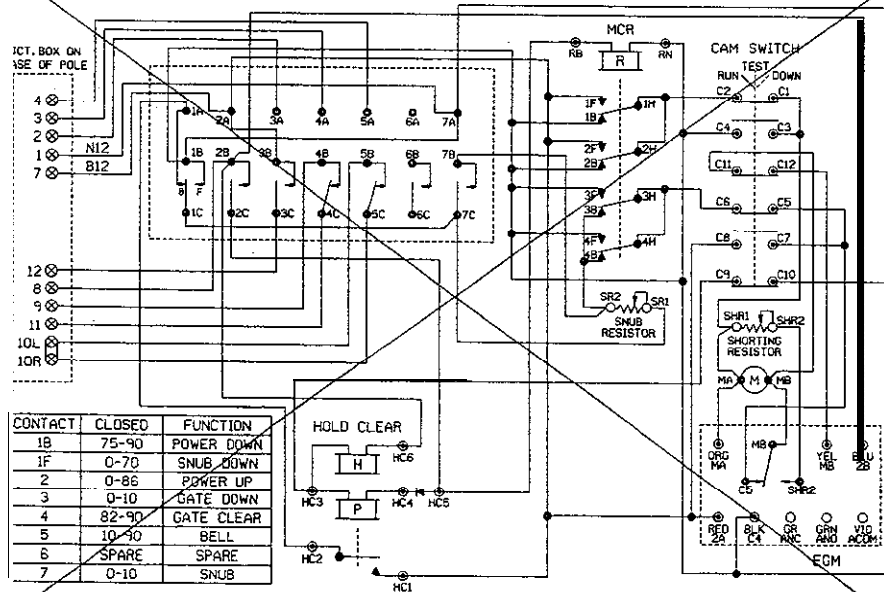 MCR
RB
R
RN
CAM SWITCH
TEST
RUN
DOWN
JCT. BOX ON
ASE OF POLE
4
3
2
1 N12
7 B12
12
8
9
11
10L
10R
1A 2A 3A 4A 5A 6A 7A
1B 2B 3B 4B 5B 6B 7B
B F
1C 2C 3C 4C 5C 6C 7C
1F
1B
1H
2F
2B
2H
3F
3B
3H
4F
4B
4H
C2 C1
C4 C3
C11 C12
C6 C5
C8 C7
C9 C10
SR2 SR1
SNUB
RESISTOR
SHR1 SHR2
SHORTING
RESISTOR
MA M MB
ORG
MA
MB
YEL
MB
BLU
2B
C5
SHR2
RED
2A
BLK
C4
GR
ANC
GRN
ANO
VIO
ACOM
EGM
HOLD CLEAR
H
HC6
HC3
P
HC4
HC5
HC2
HC1
CONTACT CLOSED FUNCTION
1B 75-90 POWER DOWN
1F 0-70 SNUB DOWN
2 0-86 POWER UP
3 0-10 GATE DOWN
4 82-90 GATE CLEAR
5 10-90 BELL
6 SPARE SPARE
7 0-10 SNUB